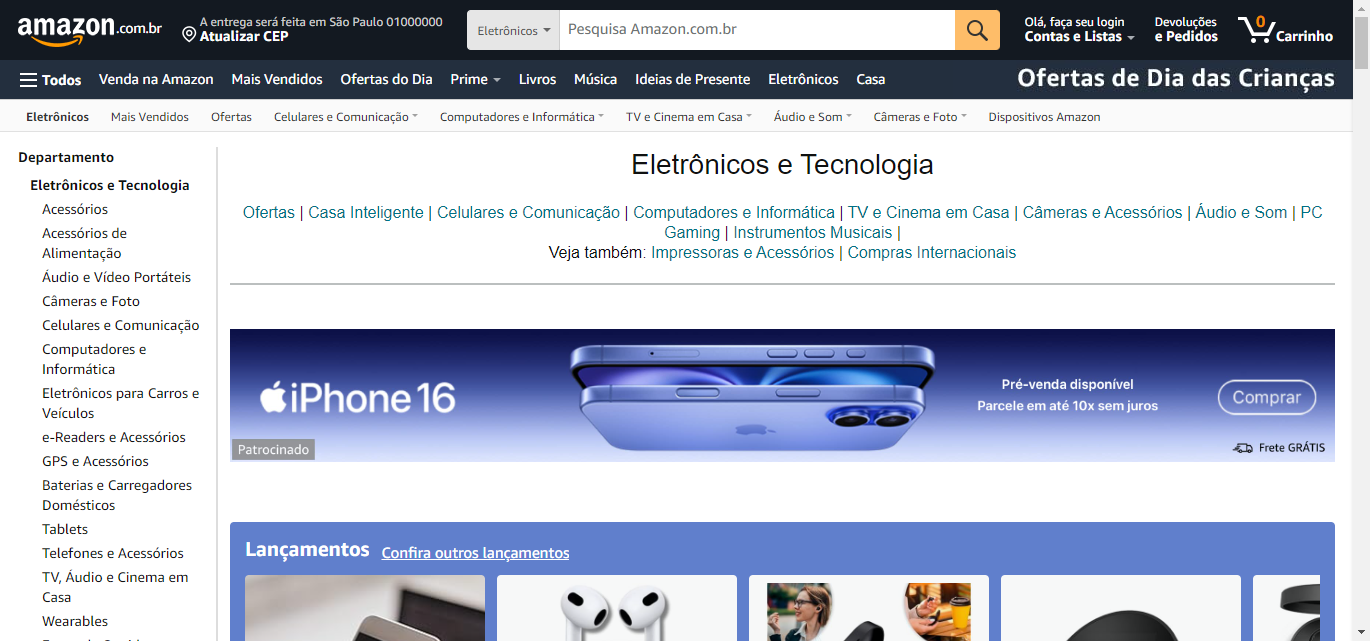 amazon.com.br
A entrega será feita em São Paulo 01000000
Atualizar CEP
Eletrônicos
Pesquisa Amazon.com.br
Olá, faça seu login
Contas e Listas
Devoluções
e Pedidos
0
Carrinho
Todos
Venda na Amazon
Mais Vendidos
Ofertas do Dia
Prime
Livros
Música
Ideias de Presente
Eletrônicos
Casa
Ofertas de Dia das Crianças
Eletrônicos
Mais Vendidos
Ofertas
Celulares e Comunicação
Computadores e Informática
TV e Cinema em Casa
Áudio e Som
Câmeras e Foto
Dispositivos Amazon
Departamento
Eletrônicos e Tecnologia
Acessórios
Acessórios de
Alimentação
Áudio e Vídeo Portáteis
Câmeras e Foto
Celulares e Comunicação
Computadores e
Informática
Eletrônicos para Carros e
Veículos
e-Readers e Acessórios
GPS e Acessórios
Baterias e Carregadores
Domésticos
Tablets
Telefones e Acessórios
TV, Áudio e Cinema em
Casa
Wearables
Eletrônicos e Tecnologia
Ofertas | Casa Inteligente | Celulares e Comunicação | Computadores e Informática | TV e Cinema em Casa | Câmeras e Acessórios | Áudio e Som | PC
Gaming | Instrumentos Musicais |
Veja também: Impressoras e Acessórios | Compras Internacionais
iPhone 16
Pré-venda disponível
Parcele em até 10x sem juros
Comprar
Patrocinado
Frete GRÁTIS
Lançamentos
Confira outros lançamentos